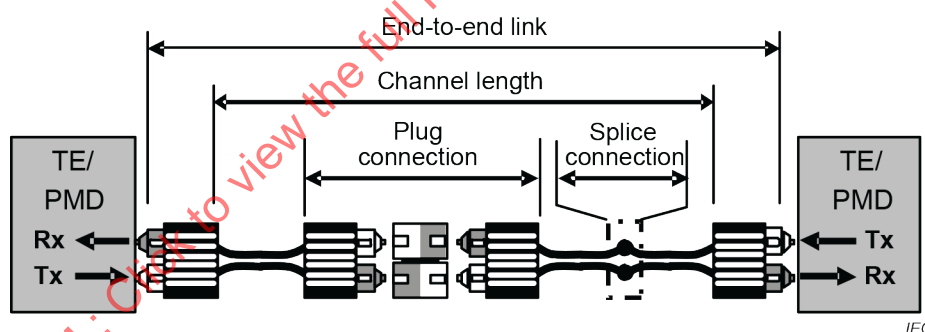 End-to-end link
Channel length
Plug
connection
Splice
connection
TE/
PMD
Rx
Tx
TE/
PMD
Tx
Rx
: Click to view the full
IEC